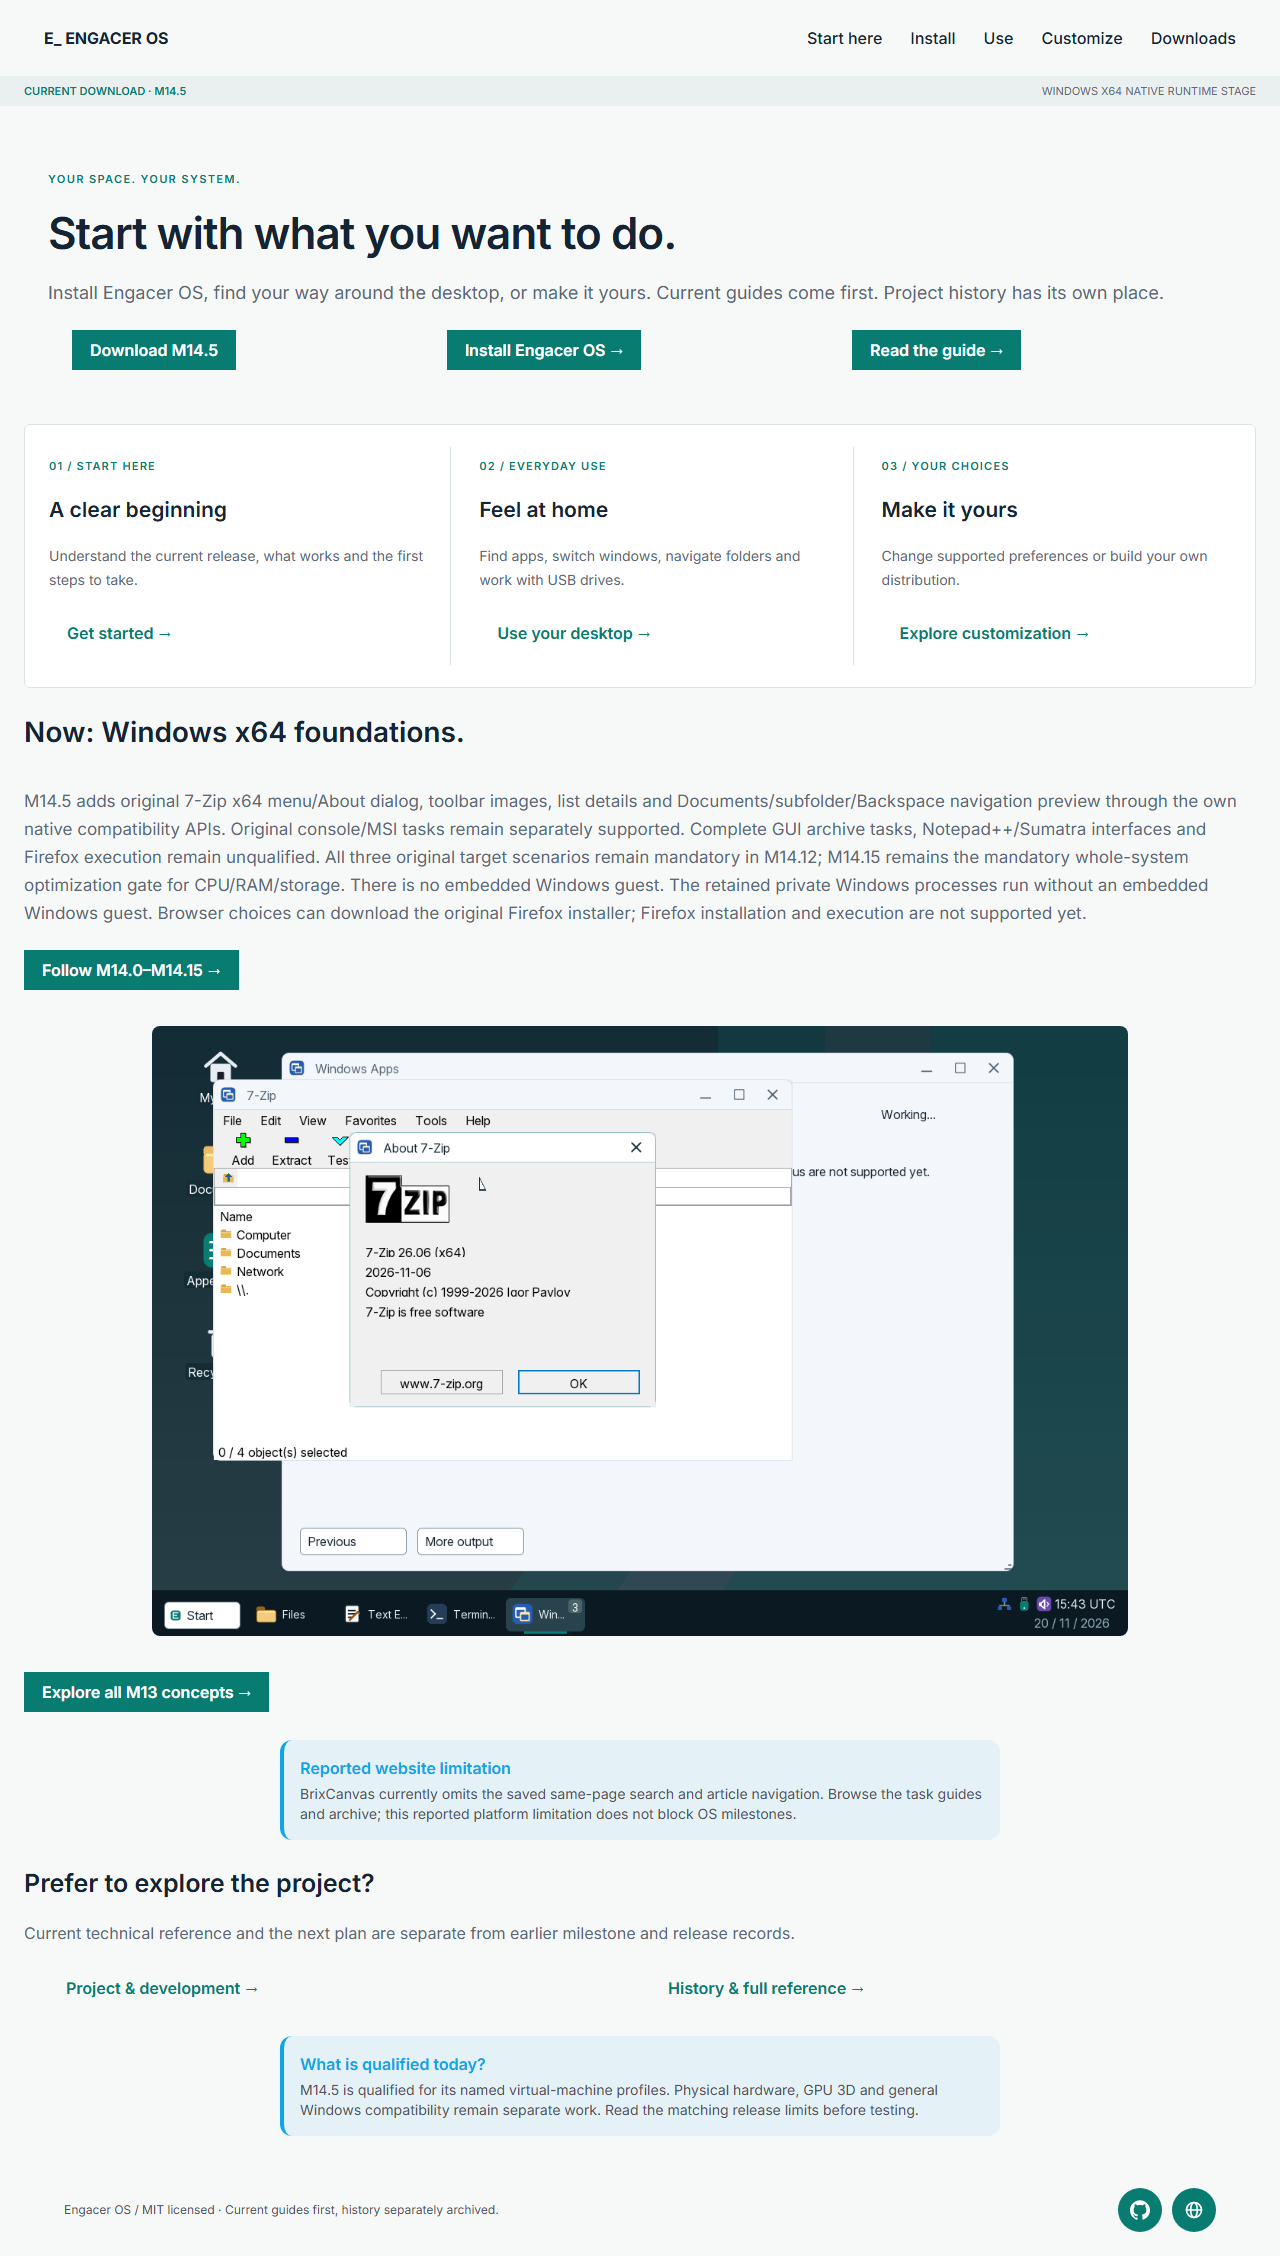 E_ ENGACER OS
Start here Install Use Customize Downloads
CURRENT DOWNLOAD · M14.5
WINDOWS X64 NATIVE RUNTIME STAGE
YOUR SPACE. YOUR SYSTEM.
Start with what you want to do.
Install Engacer OS, find your way around the desktop, or make it yours. Current guides come first. Project history has its own place.
Download M14.5
Install Engacer OS →
Read the guide →
01 / START HERE
A clear beginning
Understand the current release, what works and the first
steps to take.
Get started →
02 / EVERYDAY USE
Feel at home
Find apps, switch windows, navigate folders and
work with USB drives.
Use your desktop →
03 / YOUR CHOICES
Make it yours
Change supported preferences or build your own
distribution.
Explore customization →
Now: Windows x64 foundations.
M14.5 adds original 7-Zip x64 menu/About dialog, toolbar images, list details and Documents/subfolder/Backspace navigation preview through the own
native compatibility APIs. Original console/MSI tasks remain separately supported. Complete GUI archive tasks, Notepad++/Sumatra interfaces and
Firefox execution remain unqualified. All three original target scenarios remain mandatory in M14.12; M14.15 remains the mandatory whole-system
optimization gate for CPU/RAM/storage. There is no embedded Windows guest. The retained private Windows processes run without an embedded
Windows guest. Browser choices can download the original Firefox installer; Firefox installation and execution are not supported yet.
Follow M14.0–M14.15 →
Windows Apps
Working...
us are not supported yet.
My
Docu
Appe
Recy
7-Zip
File Edit View Favorites Tools Help
Add Extract Tes
Name
Computer
Documents
Network
\\.
0 / 4 object(s) selected
About 7-Zip
7 ZIP
7-Zip 26.06 (x64)
2026-11-06
Copyright (c) 1999-2026 Igor Pavlov
7-Zip is free software
www.7-zip.org
OK
Previous
More output
Start
Files
Text E...
Termin...
Win...
3
15:43 UTC
20 / 11 / 2026
Explore all M13 concepts →
Reported website limitation
BrixCanvas currently omits the saved same-page search and article navigation. Browse the task guides
and archive; this reported platform limitation does not block OS milestones.
Prefer to explore the project?
Current technical reference and the next plan are separate from earlier milestone and release records.
Project & development →
History & full reference →
What is qualified today?
M14.5 is qualified for its named virtual-machine profiles. Physical hardware, GPU 3D and general
Windows compatibility remain separate work. Read the matching release limits before testing.
Engacer OS / MIT licensed · Current guides first, history separately archived.